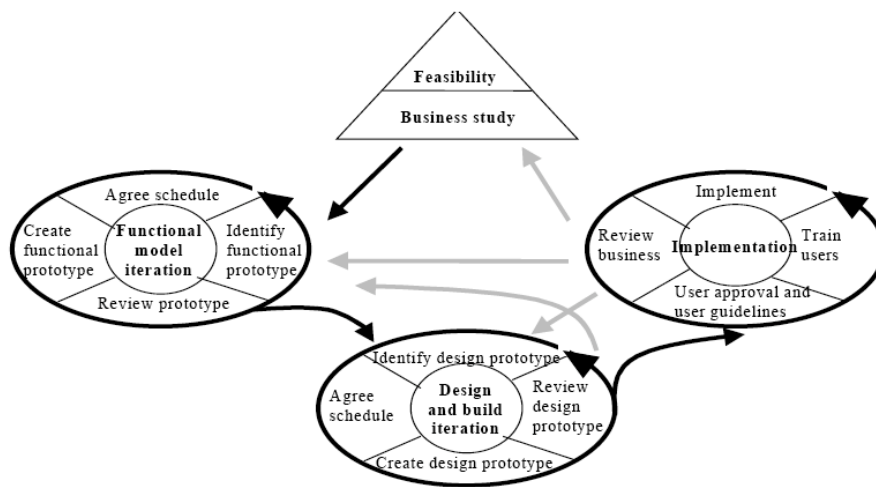 Feasibility
Business study
Agree schedule
Create
functional
prototype
Functional
model
iteration
Identify
functional
prototype
Review prototype
Implement
Review
business
Implementation
Train
users
User approval and
user guidelines
Identify design prototype
Agree
schedule
Design
and build
iteration
Review
design
prototype
Create design prototype